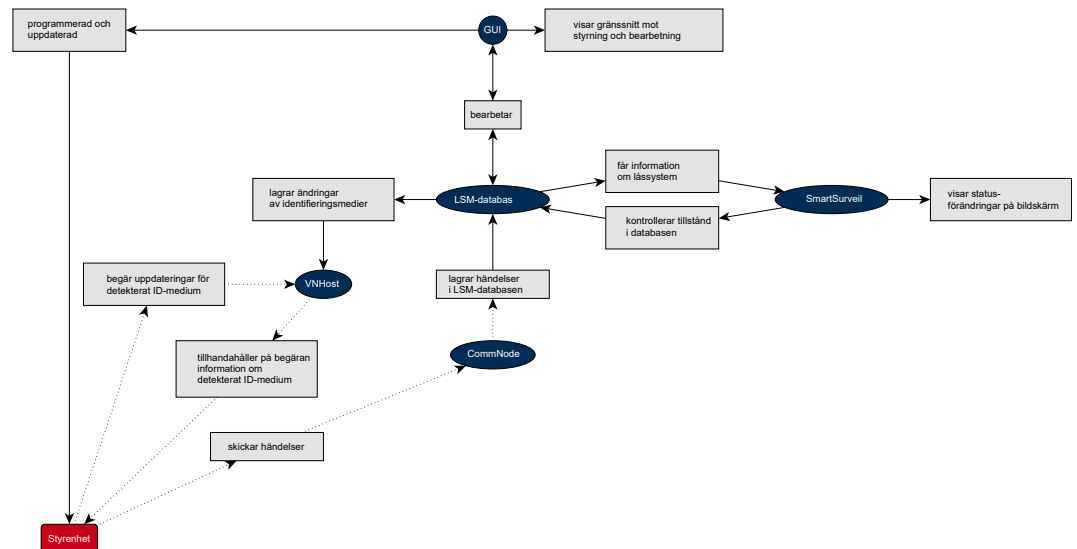 programmerad och
uppdaterad
GUI
visar gränssnitt mot
styrning och bearbetning
bearbetar
får information
om låssystem
lagrar ändringar
av identifieringsmedier
LSM-databas
SmartSurveil
visar status-
förändringar på bildskärm
kontrollerar tillstånd
i databasen
begär uppdateringar för
detekterat ID-medium
VNHost
lagrar händelser
i LSM-databasen
tillhandahåller på begäran
information om
detekterat ID-medium
CommNode
skickar händelser
Styrenhet